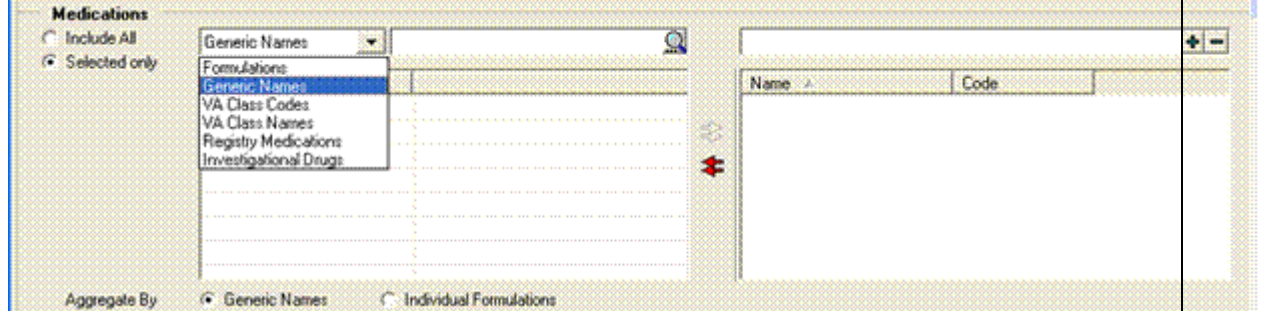 Medications
Include All
Generic Names
Selected only
Formulations
Generic Names
VA Class Codes
VA Class Names
Registry Medications
Investigational Drugs
Name Code
Aggregate By Generic Names Individual Formulations